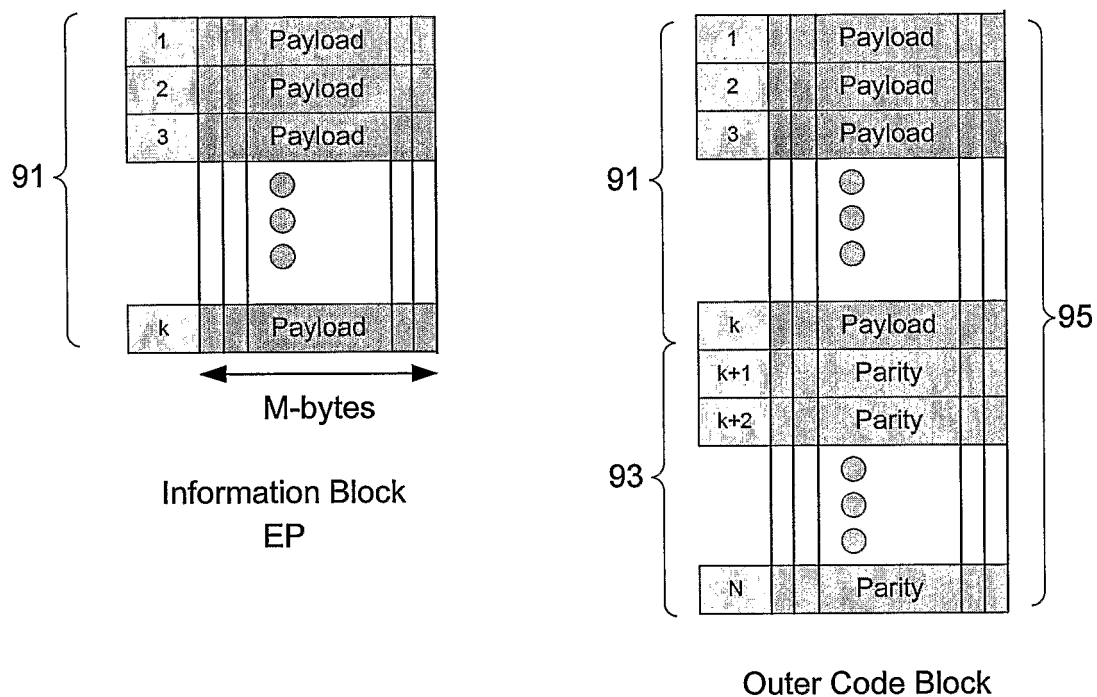 1 Payload
2 Payload
3 Payload
91
k Payload
M-bytes
Information Block
EP
1 Payload
2 Payload
3 Payload
91
k Payload
95
k+1 Parity
k+2 Parity
93
N Parity
Outer Code Block